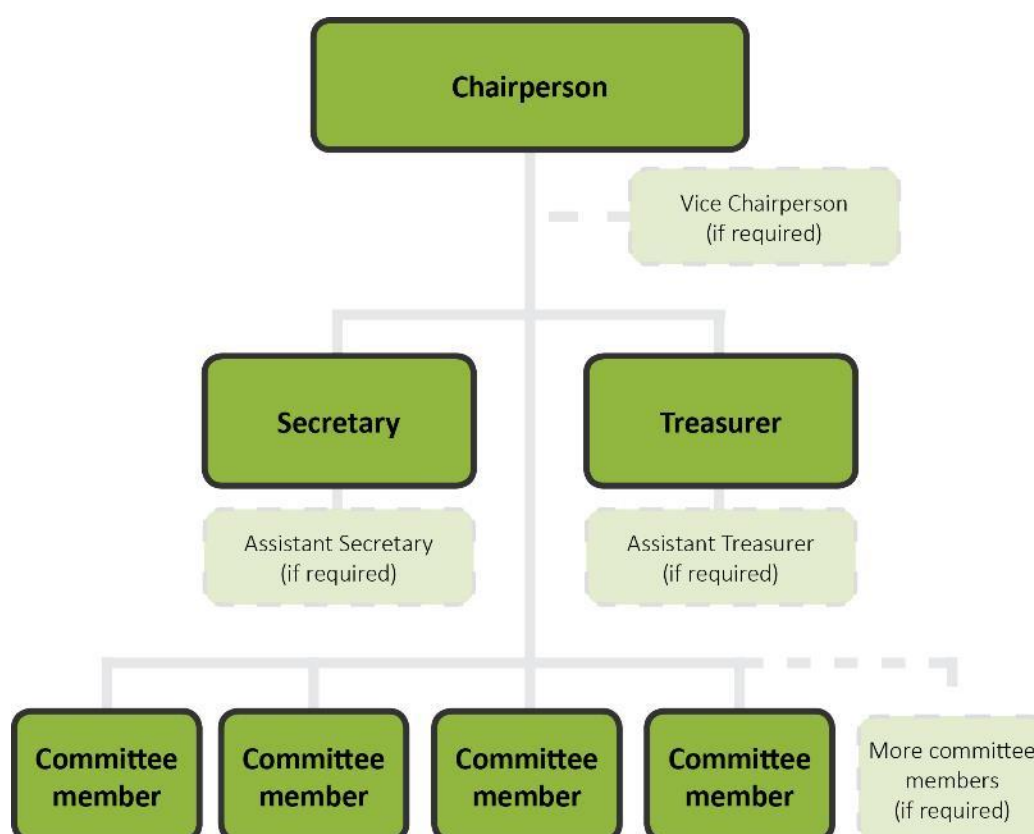 Chairperson
Vice Chairperson
(if required)
Secretary
Treasurer
Assistant Secretary
(if required)
Assistant Treasurer
(if required)
Committee
member
Committee
member
Committee
member
Committee
member
More committee
members
(if required)